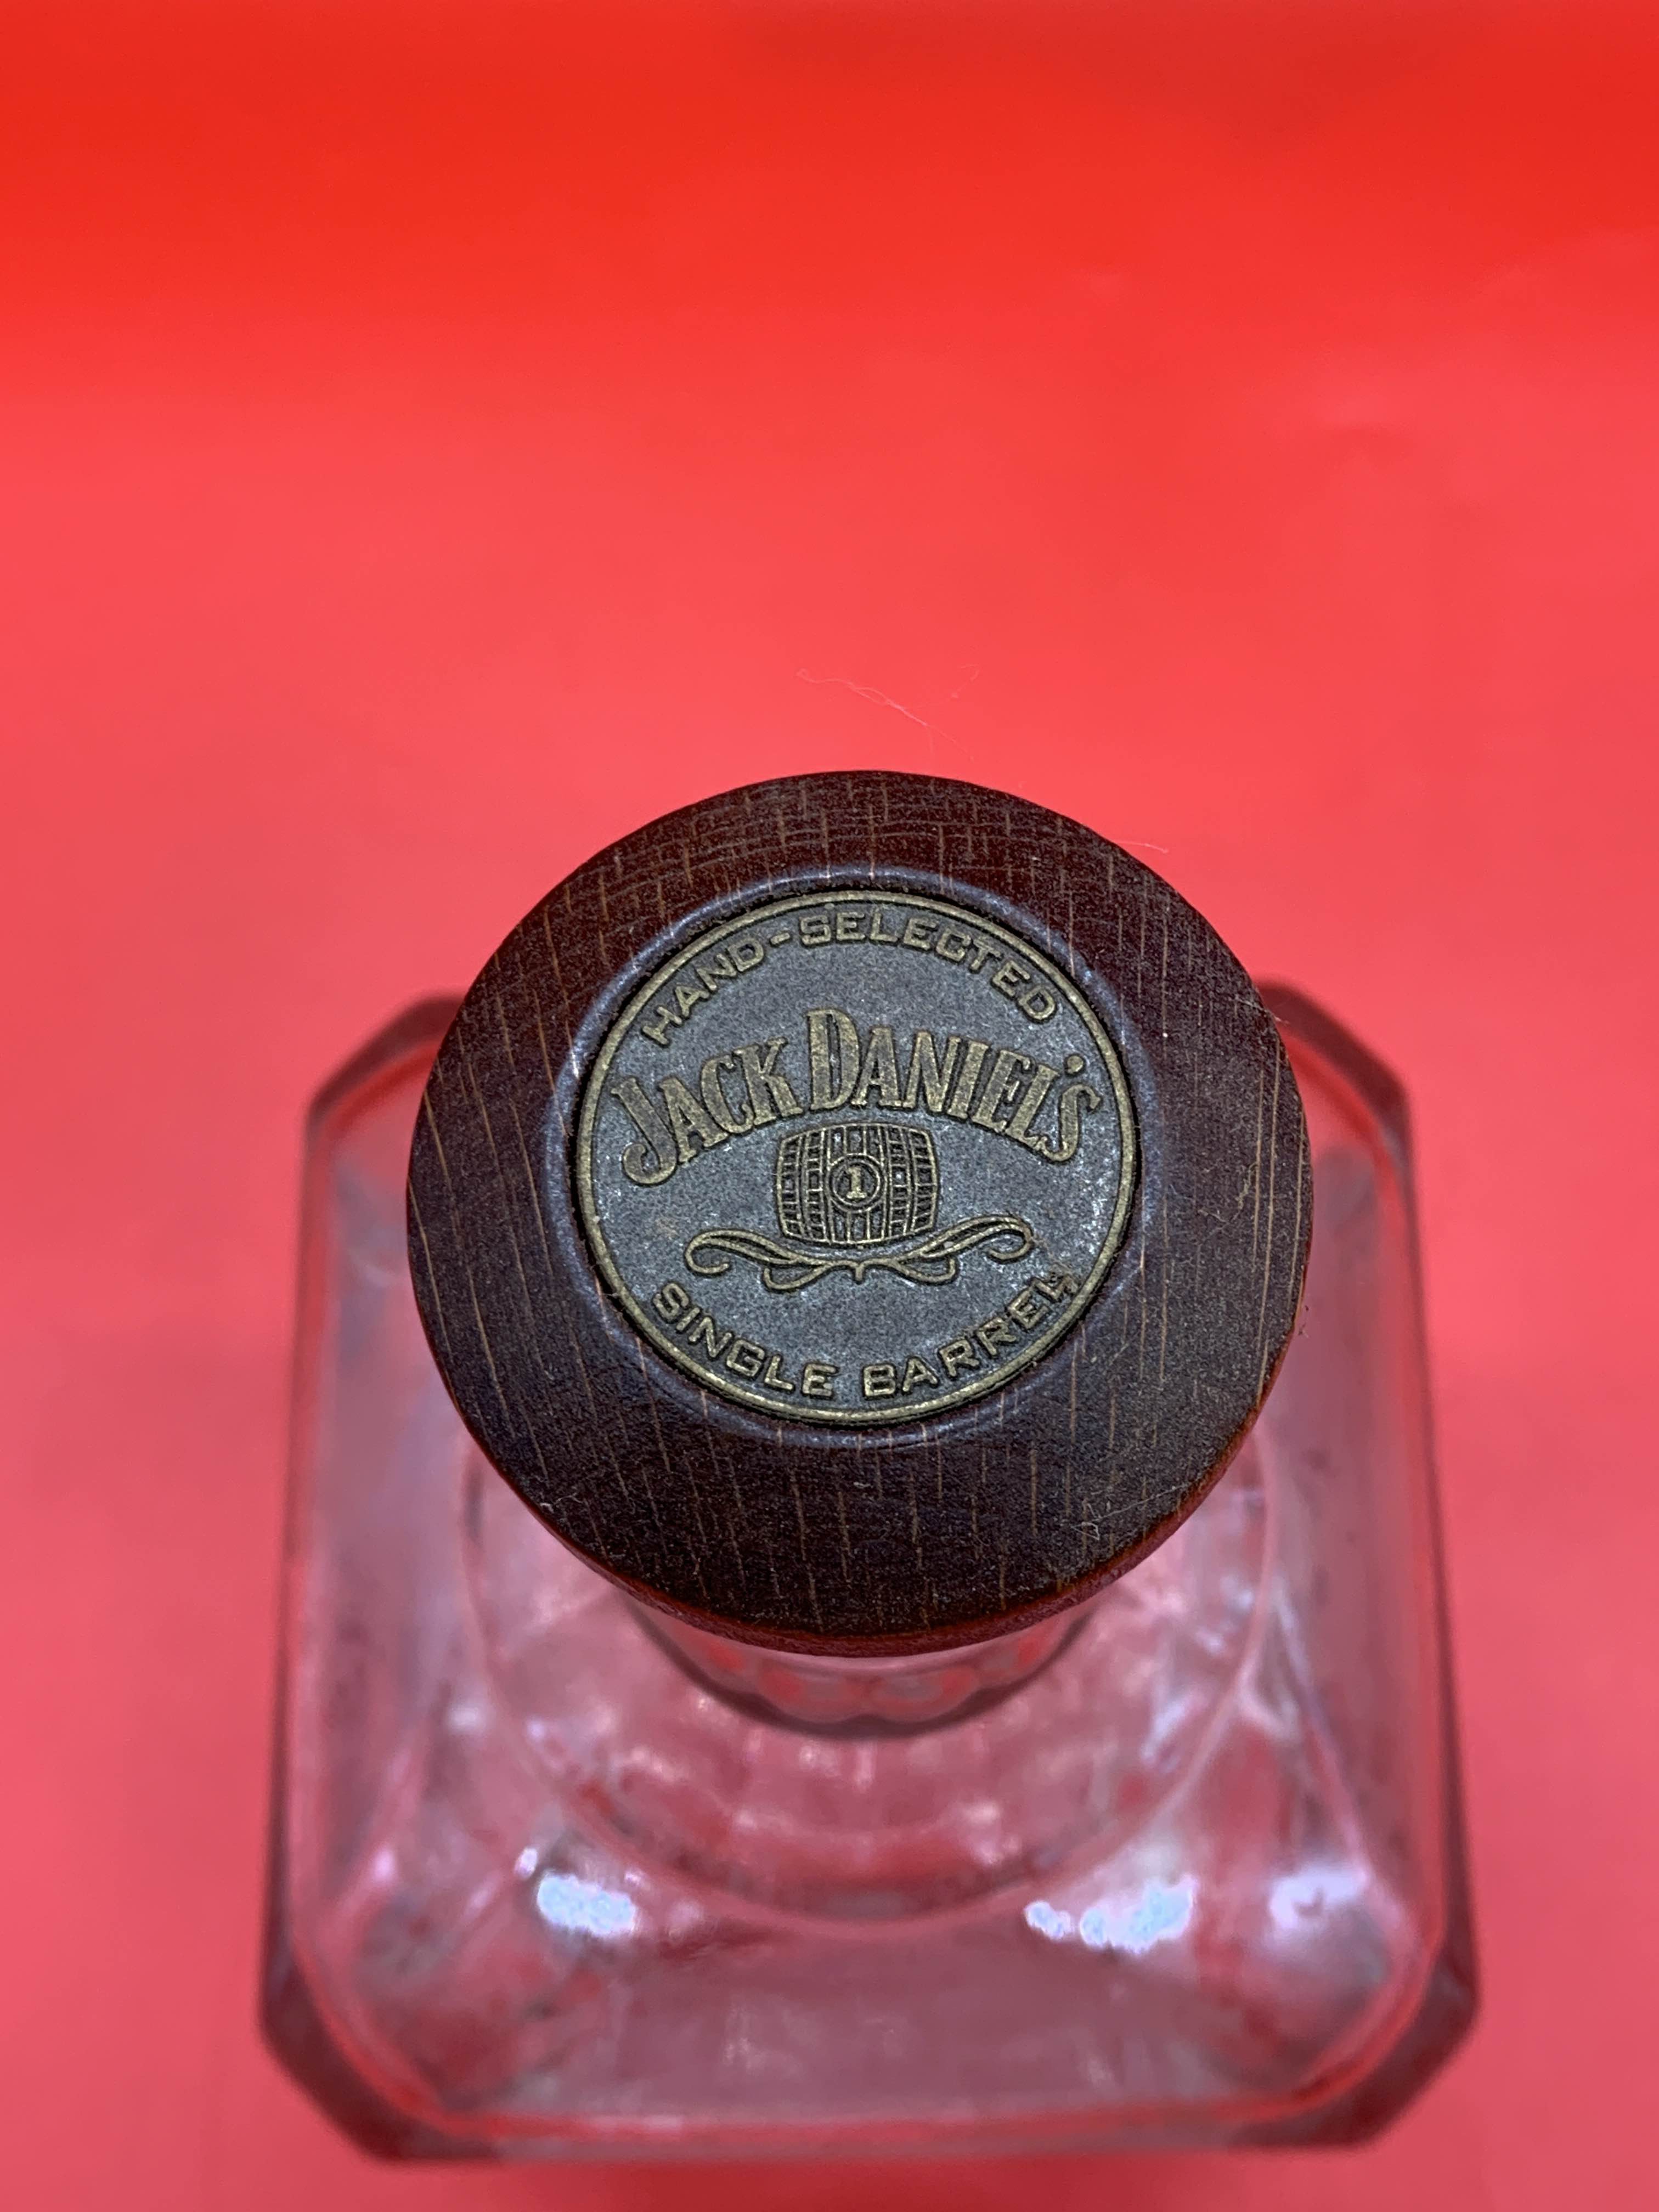 HAND-SELECTED
JACK DANIEL'S
1
SINGLE BARREL